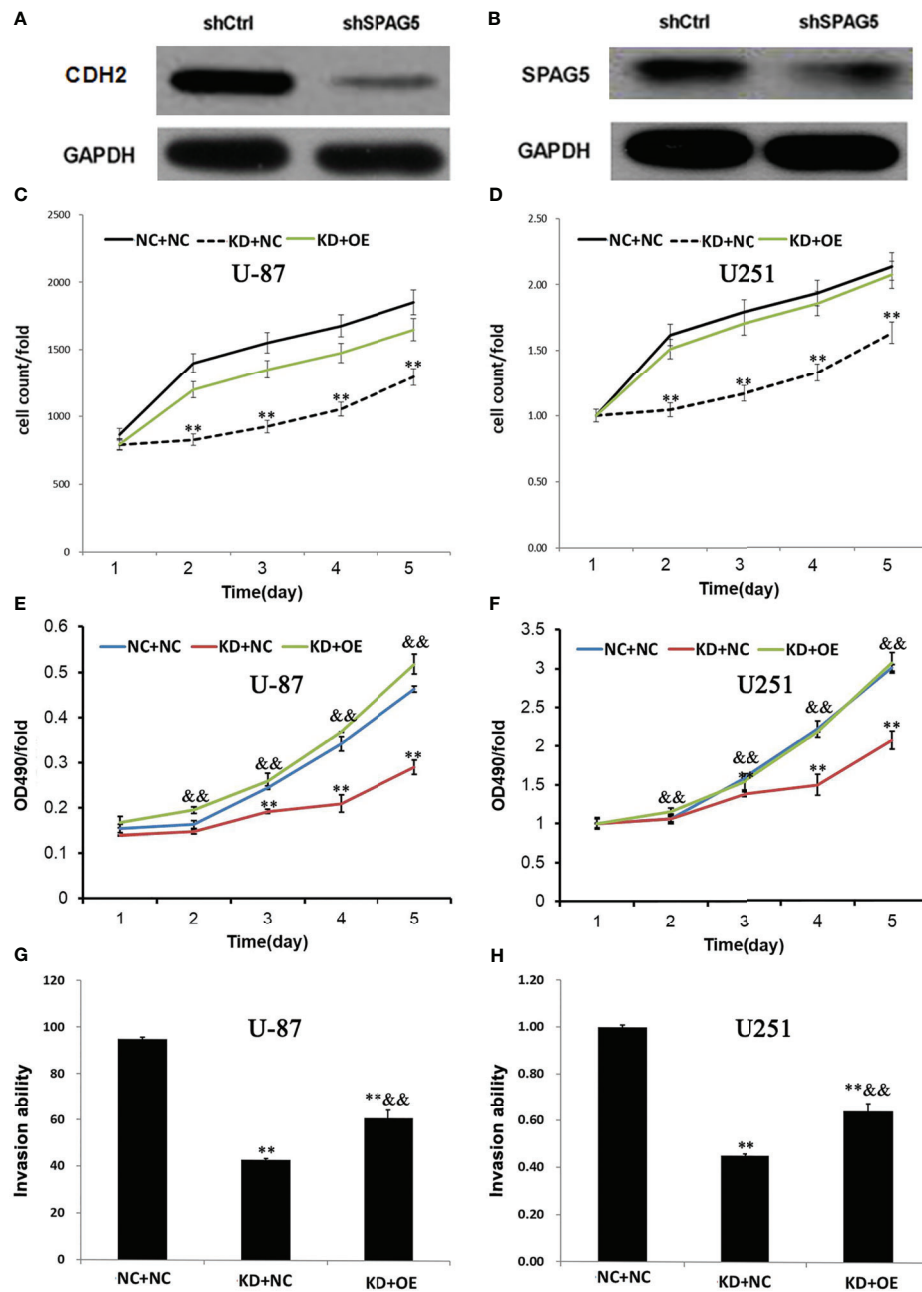 A
shCtrl
shSPAG5
CDH2
GAPDH
B
shCtrl
shSPAG5
SPAG5
GAPDH
C
2500
2000
1500
1000
500
0
cell count/fold
NC+NC
KD+NC
KD+OE
U-87
**
**
**
**
1 2 3 4 5
Time(day)
D
2.50
2.00
1.50
1.00
0.50
0.00
cell count/fold
NC+NC
KD+NC
KD+OE
U251
**
**
**
**
1 2 3 4 5
Time(day)
E
0.6
0.5
0.4
0.3
0.2
0.1
0
OD490/fold
NC+NC
KD+NC
KD+OE
U-87
&&
&&
&&
&&
**
**
**
1 2 3 4 5
Time(day)
F
3.5
3
2.5
2
1.5
1
0.5
0
OD490/fold
NC+NC
KD+NC
KD+OE
U251
&&
&&
&&
&&
**
**
**
1 2 3 4 5
Time(day)
G
120
100
80
60
40
20
0
Invasion ability
U-87
**
**&&
NC+NC
KD+NC
KD+OE
H
1.20
1.00
0.80
0.60
0.40
0.20
0.00
Invasion ability
U251
**
**&&
NC+NC
KD+NC
KD+OE